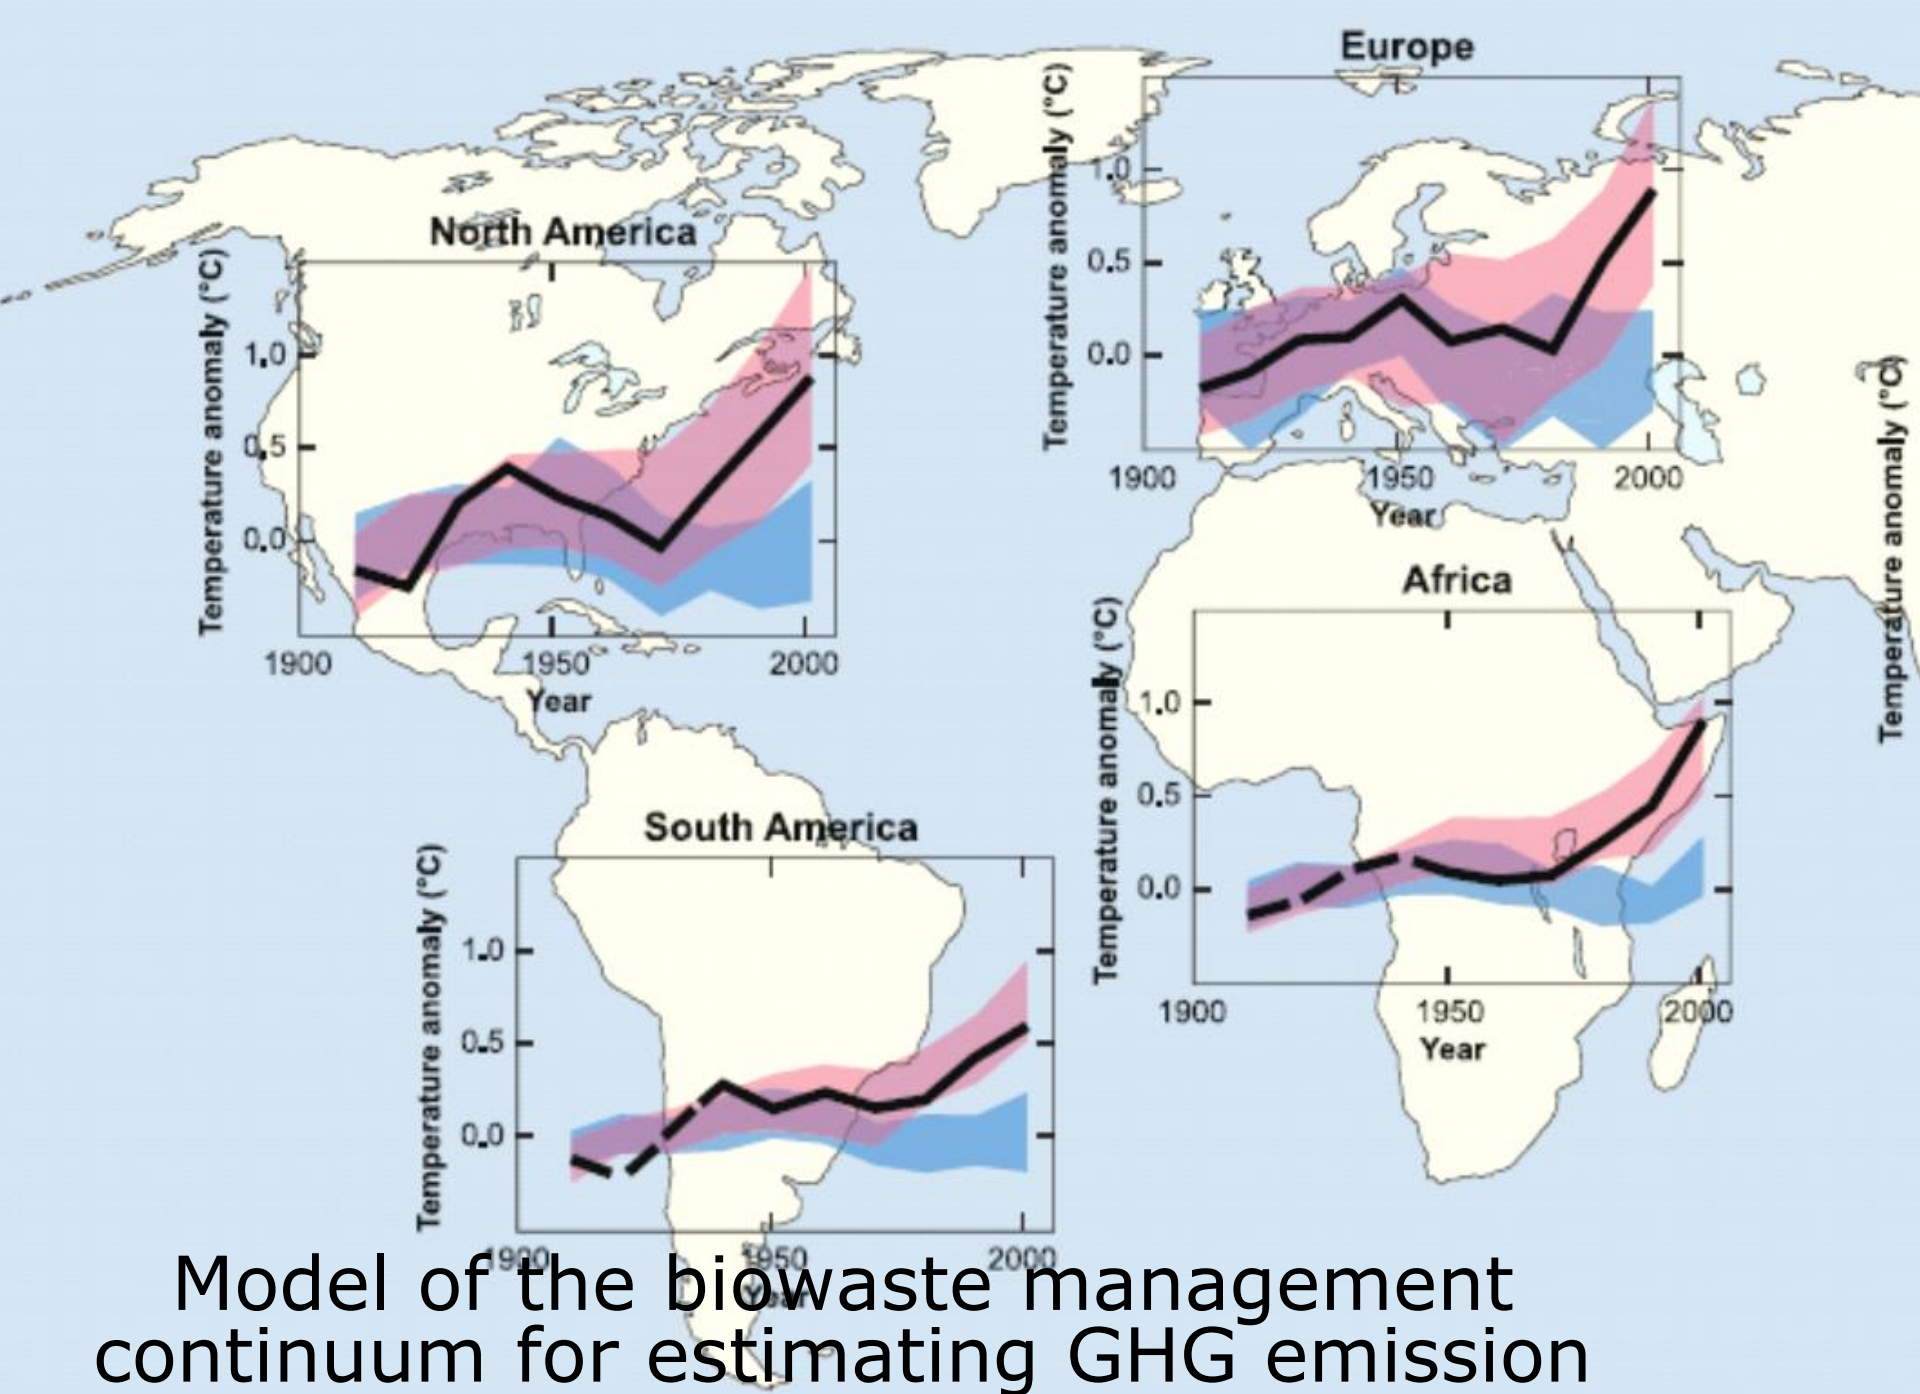 Europe
Temperature anomaly (°C)
1.0
0.5
0.0
1900 1950 2000
Year
North America
Temperature anomaly (°C)
1.0
0.5
0.0
1900 1950 2000
Year
Temperature anomaly (°C)
Africa
Temperature anomaly (°C)
1.0
0.5
0.0
1900 1950 2000
Year
South America
Temperature anomaly (°C)
1.0
0.5
0.0
1900 1950 2000
Year
Model of the biowaste management
continuum for estimating GHG emission